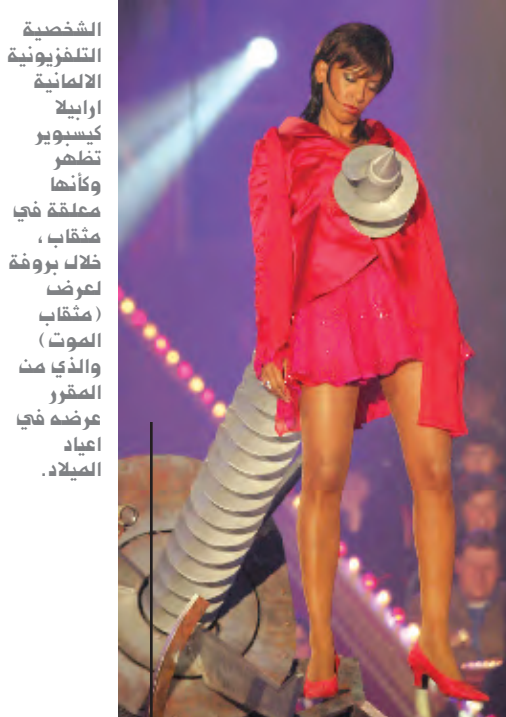 الشخصية
التلفزيونية
الالمانية
ارابيلا
كيسبوير
تظهر
وكأنها
معلقة في
مثقاب ،
خلال بروفة
لعرض
(مثقاب
الموت)
والذي من
المقرر
عرضه في
اعياد
الميلاد.